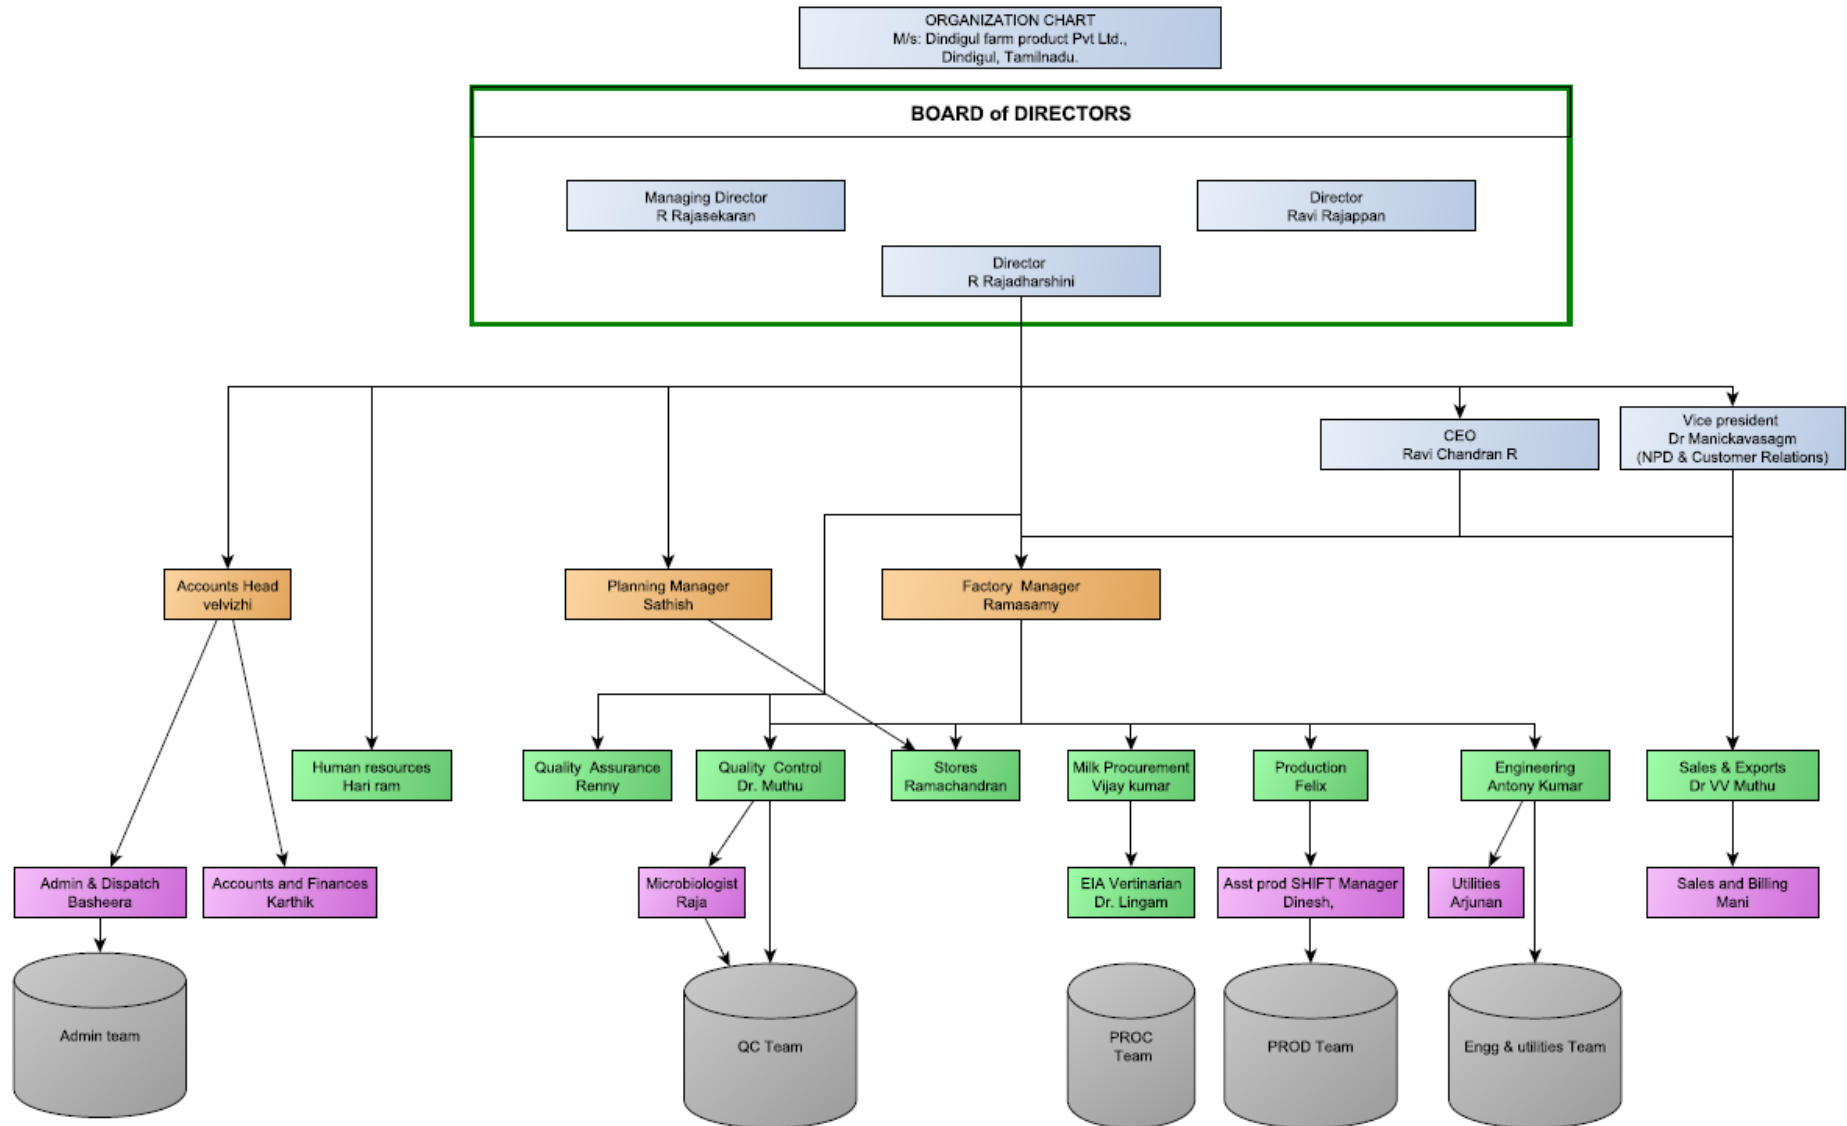 ORGANIZATION CHART
M/s: Dindigul farm product Pvt Ltd.,
Dindigul, Tamilnadu.
BOARD of DIRECTORS
Managing Director
R Rajasekaran
Director
Ravi Rajappan
Director
R Rajadharshini
CEO
Ravi Chandran R
Vice president
Dr Manickavasagm
(NPD & Customer Relations)
Accounts Head
velvizhi
Planning Manager
Sathish
Factory Manager
Ramasamy
Human resources
Hari ram
Quality Assurance
Renny
Quality Control
Dr. Muthu
Stores
Ramachandran
Milk Procurement
Vijay kumar
Production
Felix
Engineering
Antony Kumar
Sales & Exports
Dr VV Muthu
Admin & Dispatch
Basheera
Accounts and Finances
Karthik
Microbiologist
Raja
EIA Vertinarian
Dr. Lingam
Asst prod SHIFT Manager
Dinesh,
Utilities
Arjunan
Sales and Billing
Mani
Admin team
QC Team
PROC
Team
PROD Team
Engg & utilities Team